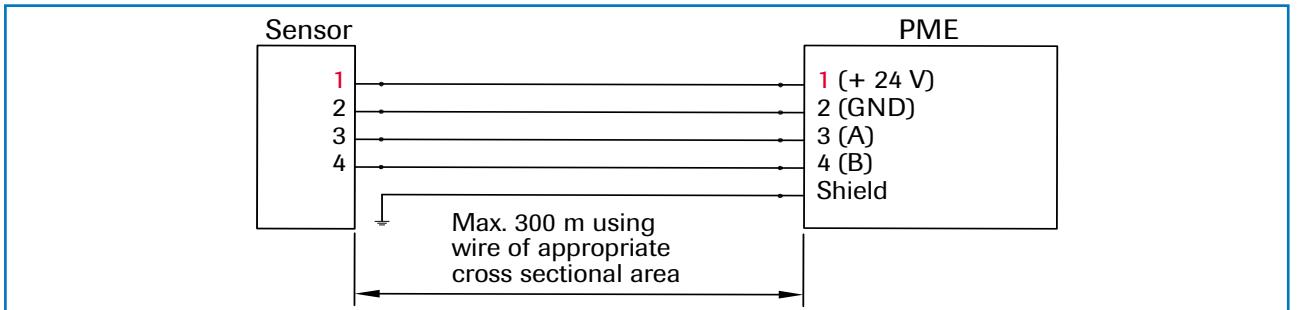 Sensor
PME
1
2
3
4
1 (+ 24 V)
2 (GND)
3 (A)
4 (B)
Shield
Max. 300 m using
wire of appropriate
cross sectional area